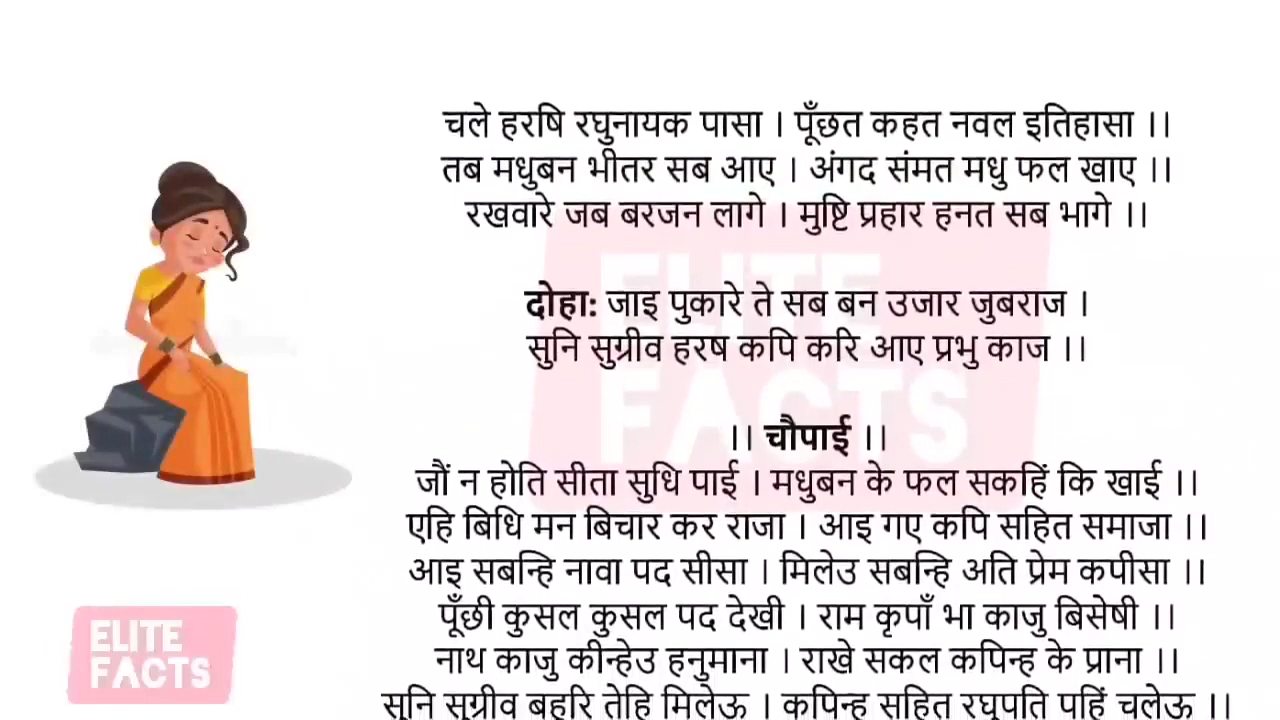 चले हरषि रघुनायक पासा । पूँछत कहत नवल इतिहासा ।।
तब मधुबन भीतर सब आए । अंगद संमत मधु फल खाए ।।
रखवारे जब बरजन लागे । मुष्टि प्रहार हनत सब भागे ।।
दोहा: जाइ पुकारे ते सब बन उजार जुबराज ।
सुनि सुग्रीव हरष कपि करि आए प्रभु काज ।।
।। चौपाई ।।
जौं न होति सीता सुधि पाई । मधुबन के फल सकहिं कि खाई ।।
एहि बिधि मन बिचार कर राजा । आइ गए कपि सहित समाजा ।।
आइ सबन्हि नावा पद सीसा । मिलेउ सबन्हि अति प्रेम कपीसा ।।
पूँछी कुसल कुसल पद देखी । राम कृपाँ भा काजु बिसेषी ।।
नाथ काजु कीन्हेउ हनुमाना । राखे सकल कपिन्ह के प्राना ।।
सुनि सुग्रीव बहुरि तेहि मिलेऊ । कपिन्ह सहित रघुपति पहिं चलेऊ ।।
ELITE
FACTS
ELITE
FACTS